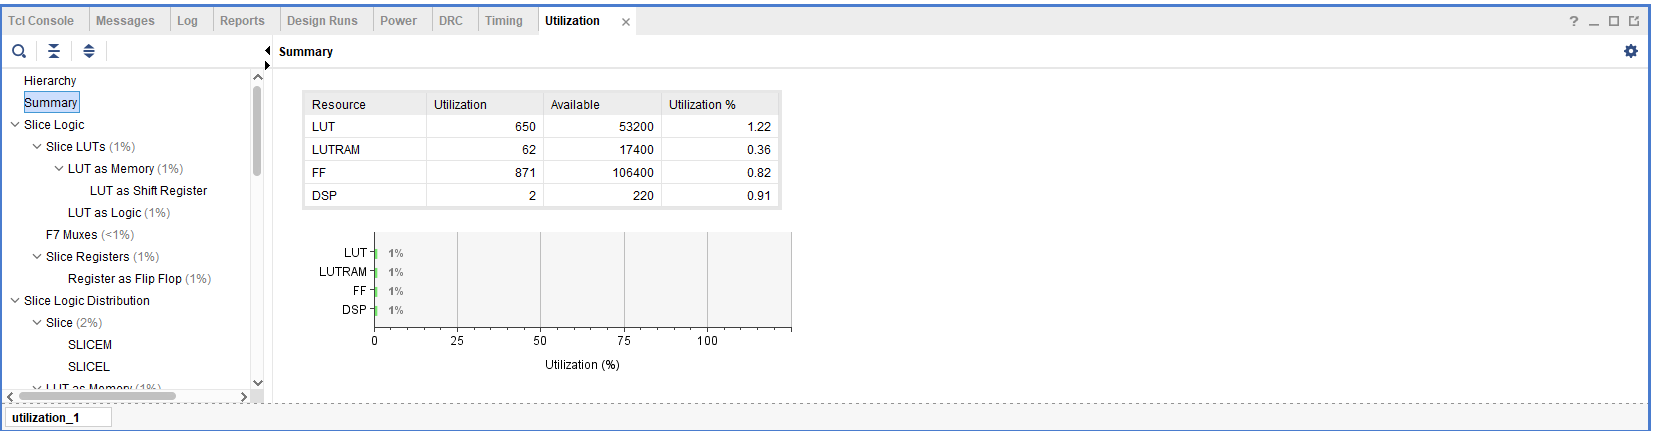 Tcl Console Messages Log Reports Design Runs Power DRC Timing Utilization
Summary
Hierarchy
Summary
Slice Logic
Slice LUTs (1%)
LUT as Memory (1%)
LUT as Shift Register
LUT as Logic (1%)
F7 Muxes (<1%)
Slice Registers (1%)
Register as Flip Flop (1%)
Slice Logic Distribution
Slice (2%)
SLICEM
SLICEL
LUT as Memory (1%)
Resource Utilization Available Utilization %
LUT 650 53200 1.22
LUTRAM 62 17400 0.36
FF 871 106400 0.82
DSP 2 220 0.91
LUT 1%
LUTRAM 1%
FF 1%
DSP 1%
0 25 50 75 100
Utilization (%)
utilization_1